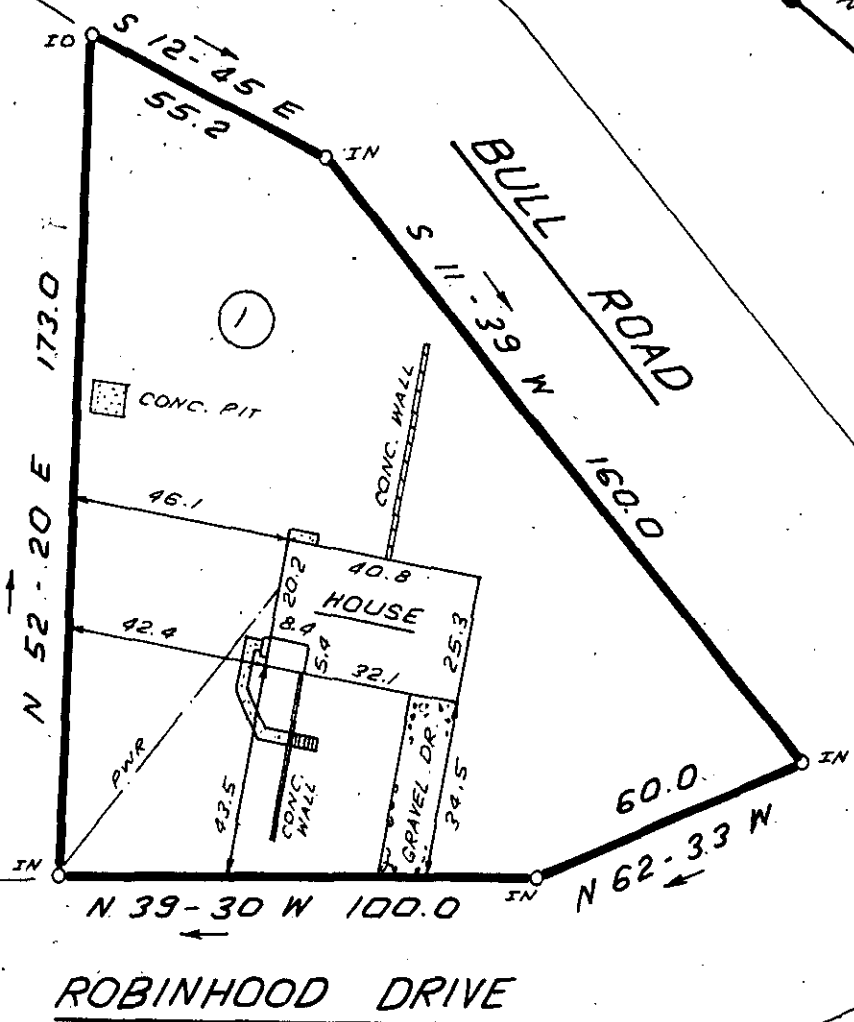 IO
S 12-45 E
55.2
IN
BULL ROAD
S 11-39 W
160.0
N 52-20 E 173.0
1
CONC. PIT
CONC. WALL
46.1
40.8
20.2
HOUSE
8.4
5.4
25.3
42.4
32.1
PWR
43.5
CONC.
WALL
GRAVEL DR.
34.5
IN
60.0
N 62-33 W
IN
N 39-30 W 100.0
IN
ROBINHOOD DRIVE